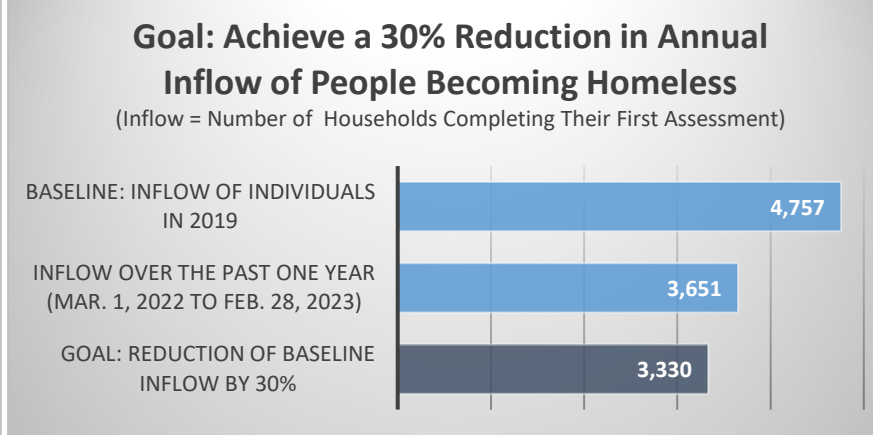 Goal: Achieve a 30% Reduction in Annual
Inflow of People Becoming Homeless
(Inflow = Number of  Households Completing Their First Assessment)
BASELINE: INFLOW OF INDIVIDUALS
IN 2019
4,757
INFLOW OVER THE PAST ONE YEAR
(MAR. 1, 2022 TO FEB. 28, 2023)
3,651
GOAL: REDUCTION OF BASELINE
INFLOW BY 30%
3,330